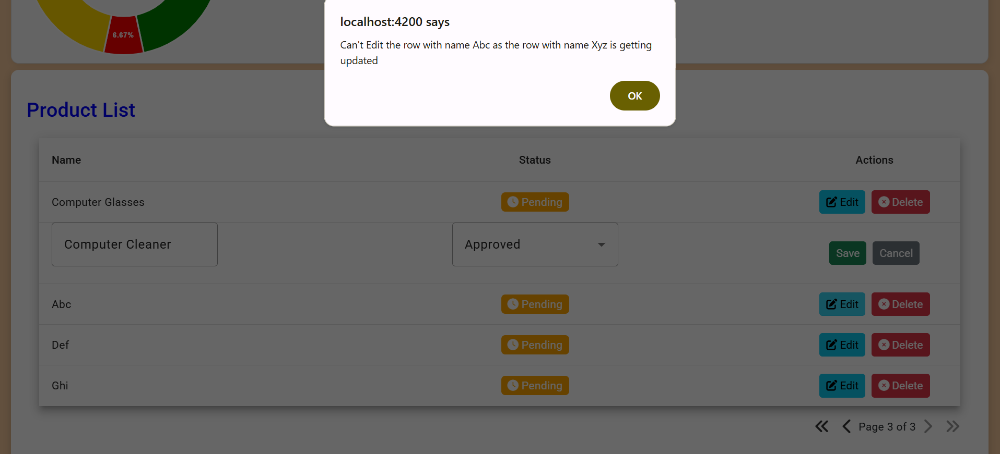 6.67%
localhost:4200 says
Can't Edit the row with name Abc as the row with name Xyz is getting
updated
OK
Product List
Name Status Actions
Computer Glasses Pending Edit Delete
Computer Cleaner Approved Save Cancel
Abc Pending Edit Delete
Def Pending Edit Delete
Ghi Pending Edit Delete
Page 3 of 3